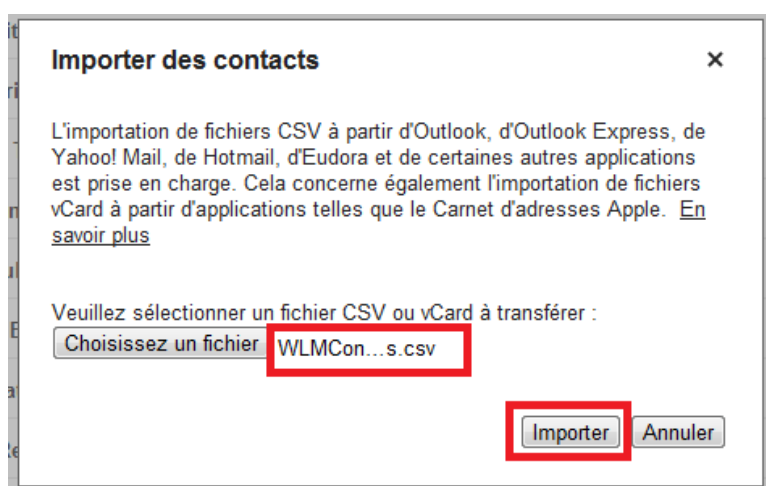 Importer des contacts
L'importation de fichiers CSV à partir d'Outlook, d'Outlook Express, de
Yahoo! Mail, de Hotmail, d'Eudora et de certaines autres applications
est prise en charge. Cela concerne également l'importation de fichiers
vCard à partir d'applications telles que le Carnet d'adresses Apple. En
savoir plus
Veuillez sélectionner un fichier CSV ou vCard à transférer :
Choisissez un fichier WLMCon...s.csv
Importer Annuler